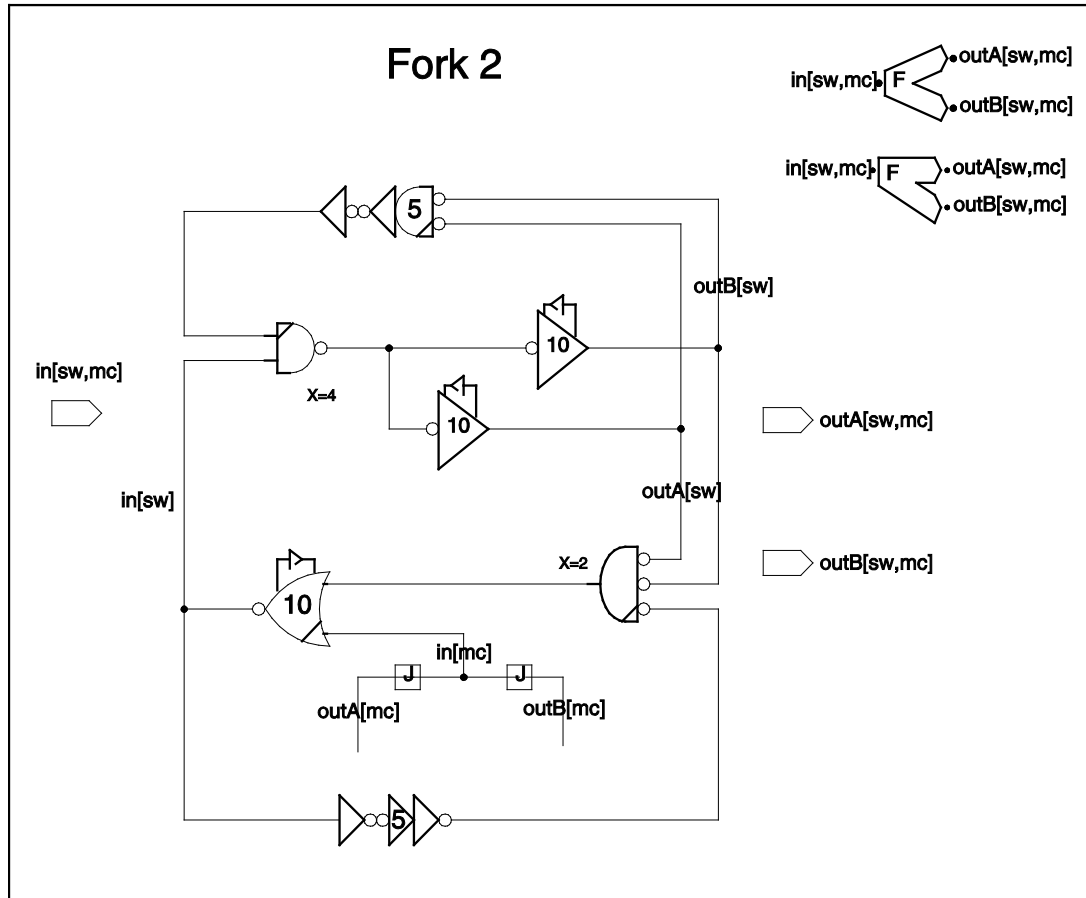 Fork 2
in[sw,mc]
F
outA[sw,mc]
outB[sw,mc]
in[sw,mc]
F
outA[sw,mc]
outB[sw,mc]
5
outB[sw]
10
in[sw,mc]
X=4
10
outA[sw,mc]
in[sw]
outA[sw]
X=2
outB[sw,mc]
10
in[mc]
J
J
outA[mc]
outB[mc]
5